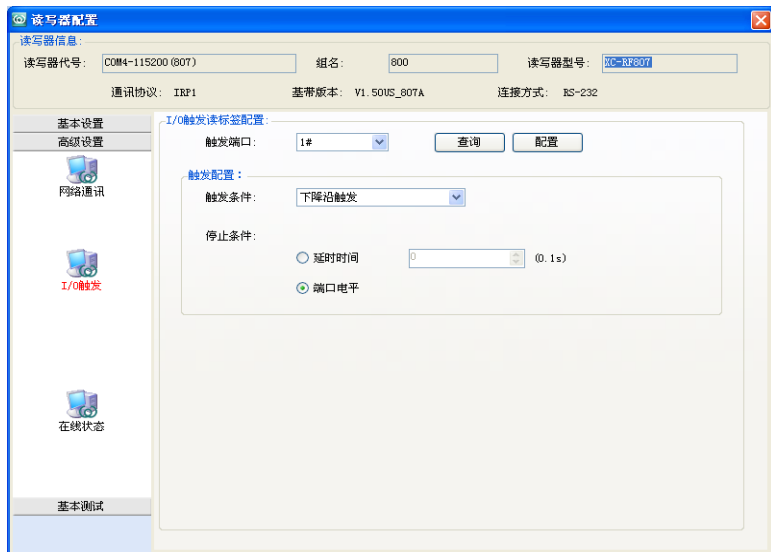 读写器配置
读写器信息:
读写器代号: COM4-115200(807) 组名: 800 读写器型号: XC-RF807
通讯协议: IRP1 基带版本: V1.50US_807A 连接方式: RS-232
基本设置
高级设置
网络通讯
I/O触发
在线状态
基本测试
I/O触发读标签配置:
触发端口: 1# 查询 配置
触发配置：
触发条件: 下降沿触发
停止条件:
延时时间 0 (0.1s)
端口电平